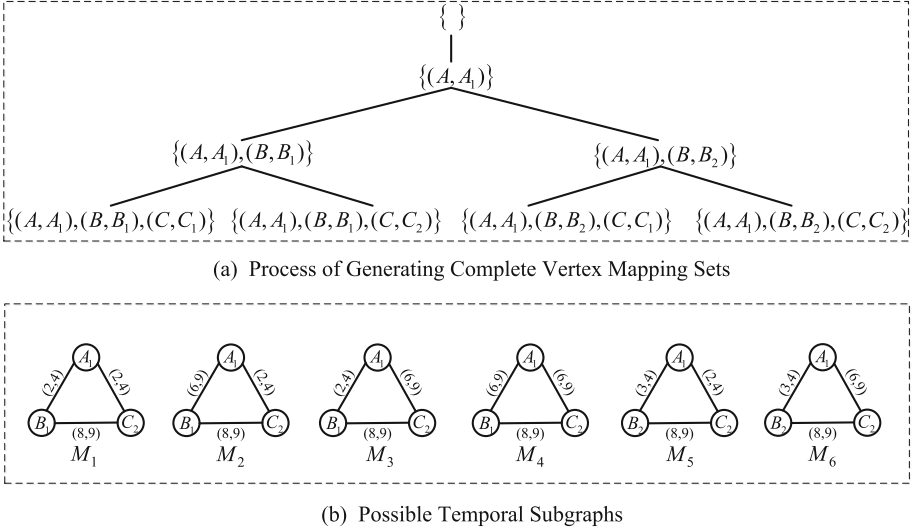 { }
{(A, A₁)}
{(A, A₁),(B, B₁)} {(A, A₁),(B, B₂)}
{(A, A₁),(B, B₁),(C, C₁)} {(A, A₁),(B, B₁),(C, C₂)} {(A, A₁),(B, B₂),(C, C₁)} {(A, A₁),(B, B₂),(C, C₂)}
(a) Process of Generating Complete Vertex Mapping Sets
A₁ A₁ A₁ A₁ A₁ A₁
(2,4) (2,4) (6,9) (2,4) (2,4) (6,9) (6,9) (6,9) (3,4) (2,4) (3,4) (6,9)
B₁ C₂ B₁ C₂ B₁ C₂ B₁ C₂ B₂ C₂ B₂ C₂
(8,9) (8,9) (8,9) (8,9) (8,9) (8,9)
M₁ M₂ M₃ M₄ M₅ M₆
(b) Possible Temporal Subgraphs